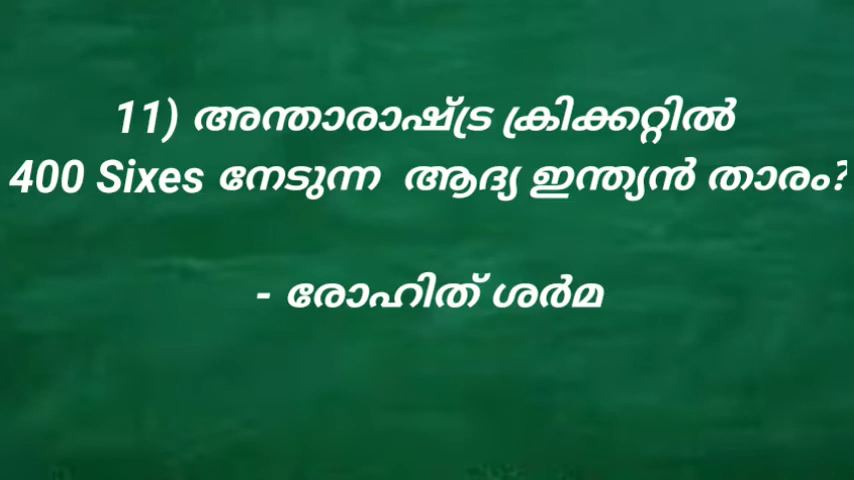 11) അന്താരാഷ്ട്ര ക്രിക്കറ്റിൽ
400 Sixes നേടുന്ന ആദ്യ ഇന്ത്യൻ താരം?
- രോഹിത് ശർമ